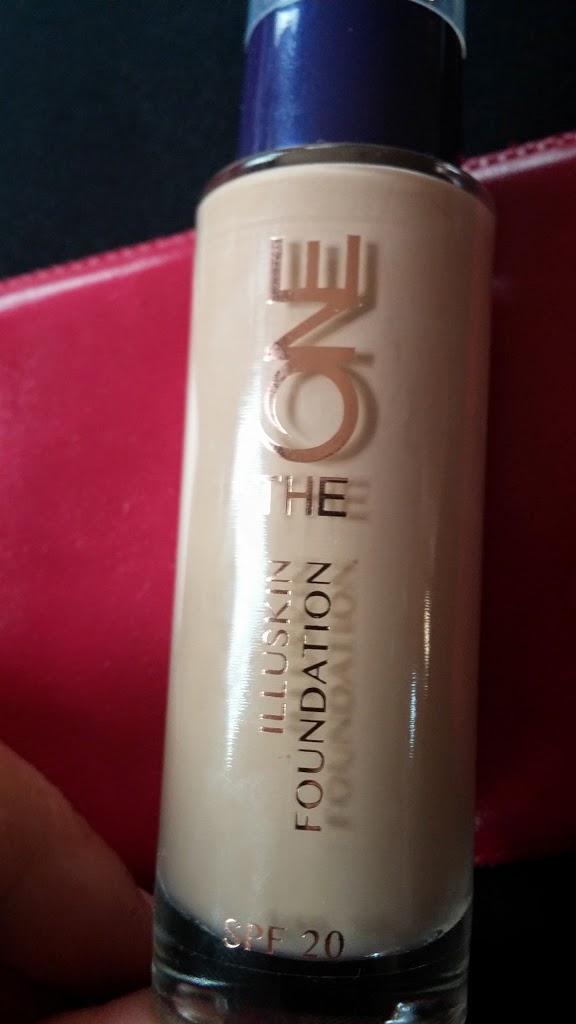 THE ONE
ILLUSKIN
FOUNDATION
SPF 20